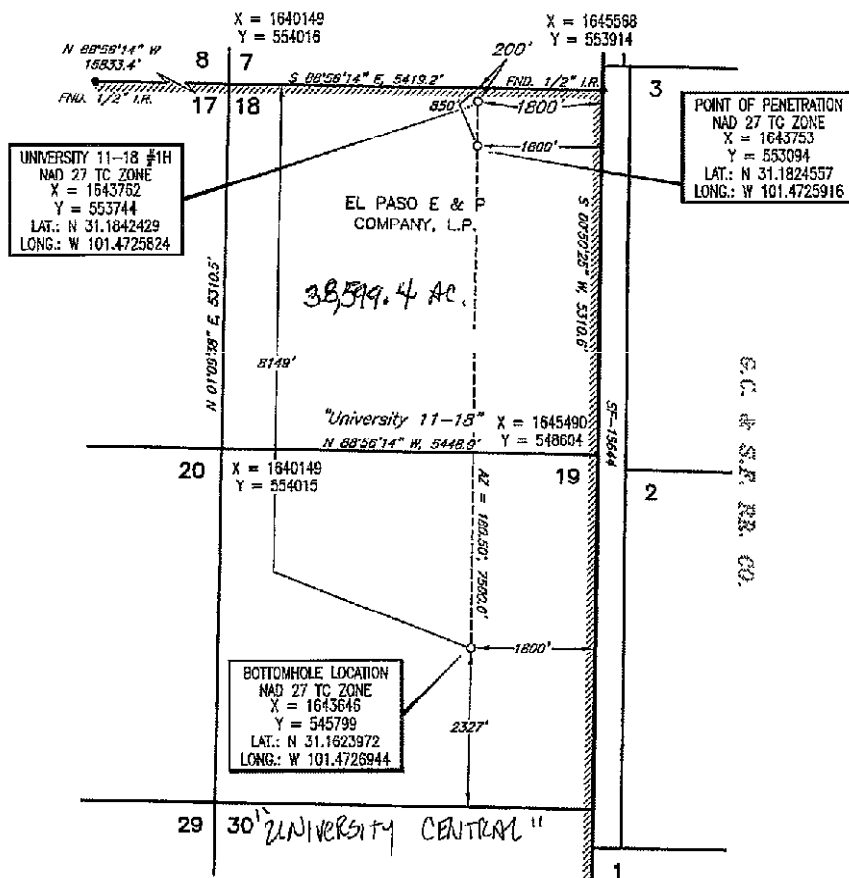 X = 1640149
Y = 554016
X = 1645568
Y = 553914
N 88°56'14" W
15833.4'
8
7
200'
1
S 88°56'14" E, 5419.2'
FND. 1/2" I.R.
FND. 1/2" I.R.
17
18
3
850'
1800'
1800'
POINT OF PENETRATION
NAD 27 TC ZONE
X = 1643753
Y = 553094
LAT.: N 31.1824557
LONG.: W 101.4725916
UNIVERSITY 11-18 #1H
NAD 27 TC ZONE
X = 1643762
Y = 553744
LAT.: N 31.1842429
LONG.: W 101.4725824
EL PASO E & P
COMPANY, L.P.
38,599.4 AC.
S 00°50'25" W, 5310.6'
N 01°09'38" E, 5310.5'
8149'
G.C. & S.F. RR. CO.
SF-15644
"University 11-18"
X = 1645490
Y = 548604
N 88°56'14" W, 5448.9'
20
X = 1640149
Y = 554015
19
2
AZ = 180.50', 7500.0'
1800'
BOTTOMHOLE LOCATION
NAD 27 TC ZONE
X = 1643646
Y = 545799
LAT.: N 31.1623972
LONG.: W 101.4726944
2327'
29
30
"UNIVERSITY CENTRAL"
1